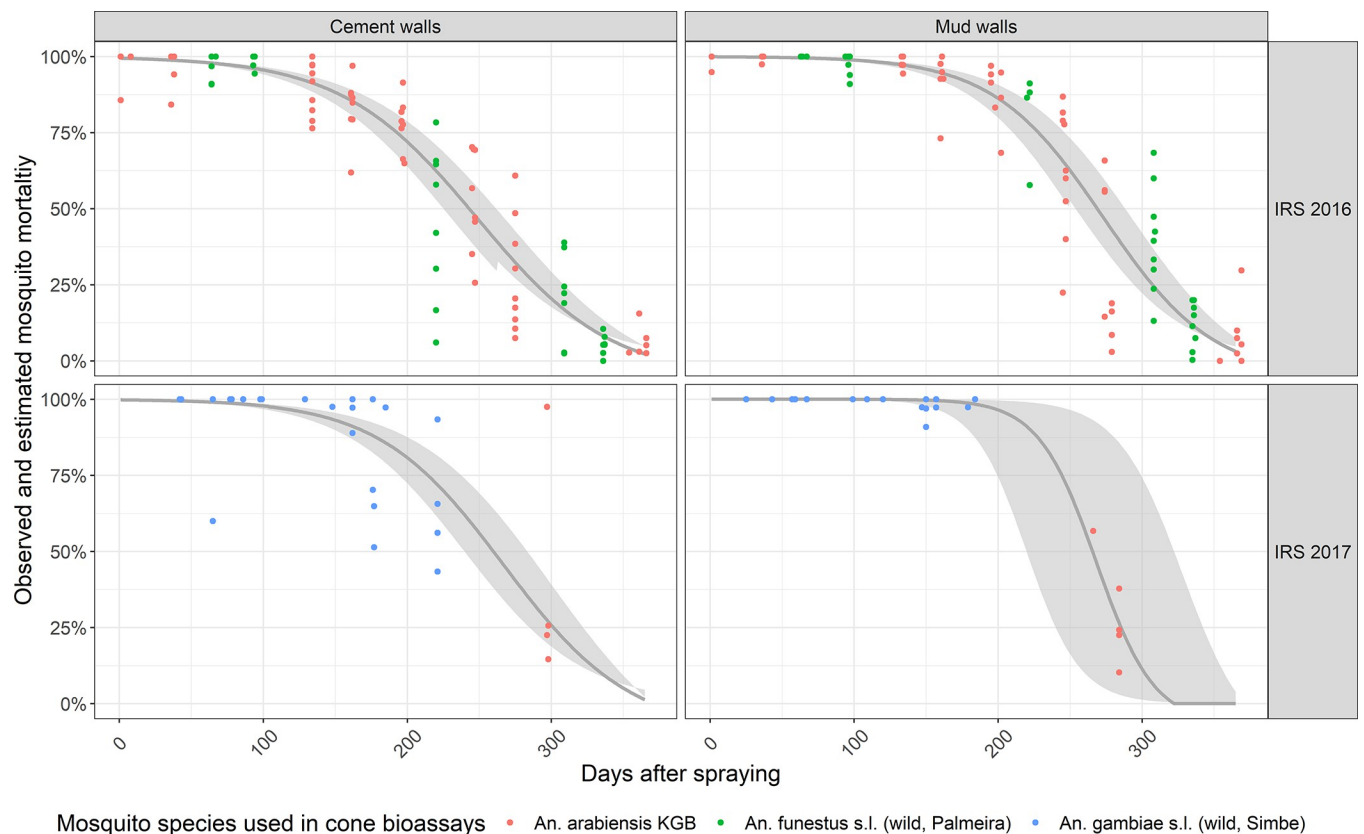 Cement walls
Mud walls
Observed and estimated mosquito mortaltiy
100%
75%
50%
25%
0%
IRS 2016
100%
75%
50%
25%
0%
IRS 2017
0 100 200 300
0 100 200 300
Days after spraying
Mosquito species used in cone bioassays An. arabiensis KGB An. funestus s.l. (wild, Palmeira) An. gambiae s.l. (wild, Simbe)